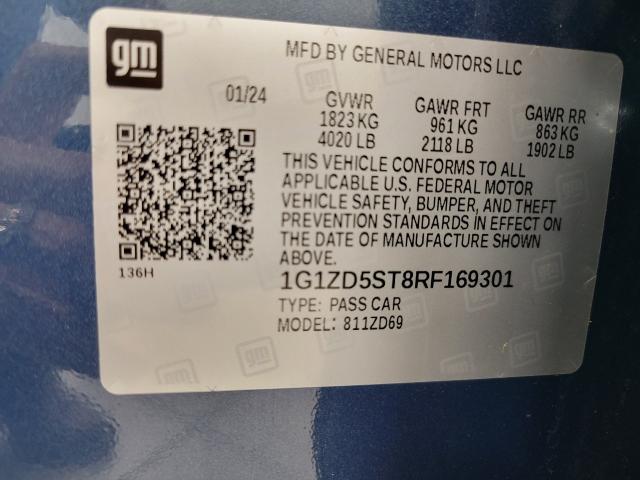 gm
MFD BY GENERAL MOTORS LLC
01/24
GVWR GAWR FRT GAWR RR
1823 KG 961 KG 863 KG
4020 LB 2118 LB 1902 LB
THIS VEHICLE CONFORMS TO ALL
APPLICABLE U.S. FEDERAL MOTOR
VEHICLE SAFETY, BUMPER, AND THEFT
PREVENTION STANDARDS IN EFFECT ON
THE DATE OF MANUFACTURE SHOWN
ABOVE.
136H
1G1ZD5ST8RF169301
TYPE: PASS CAR
MODEL: 811ZD69